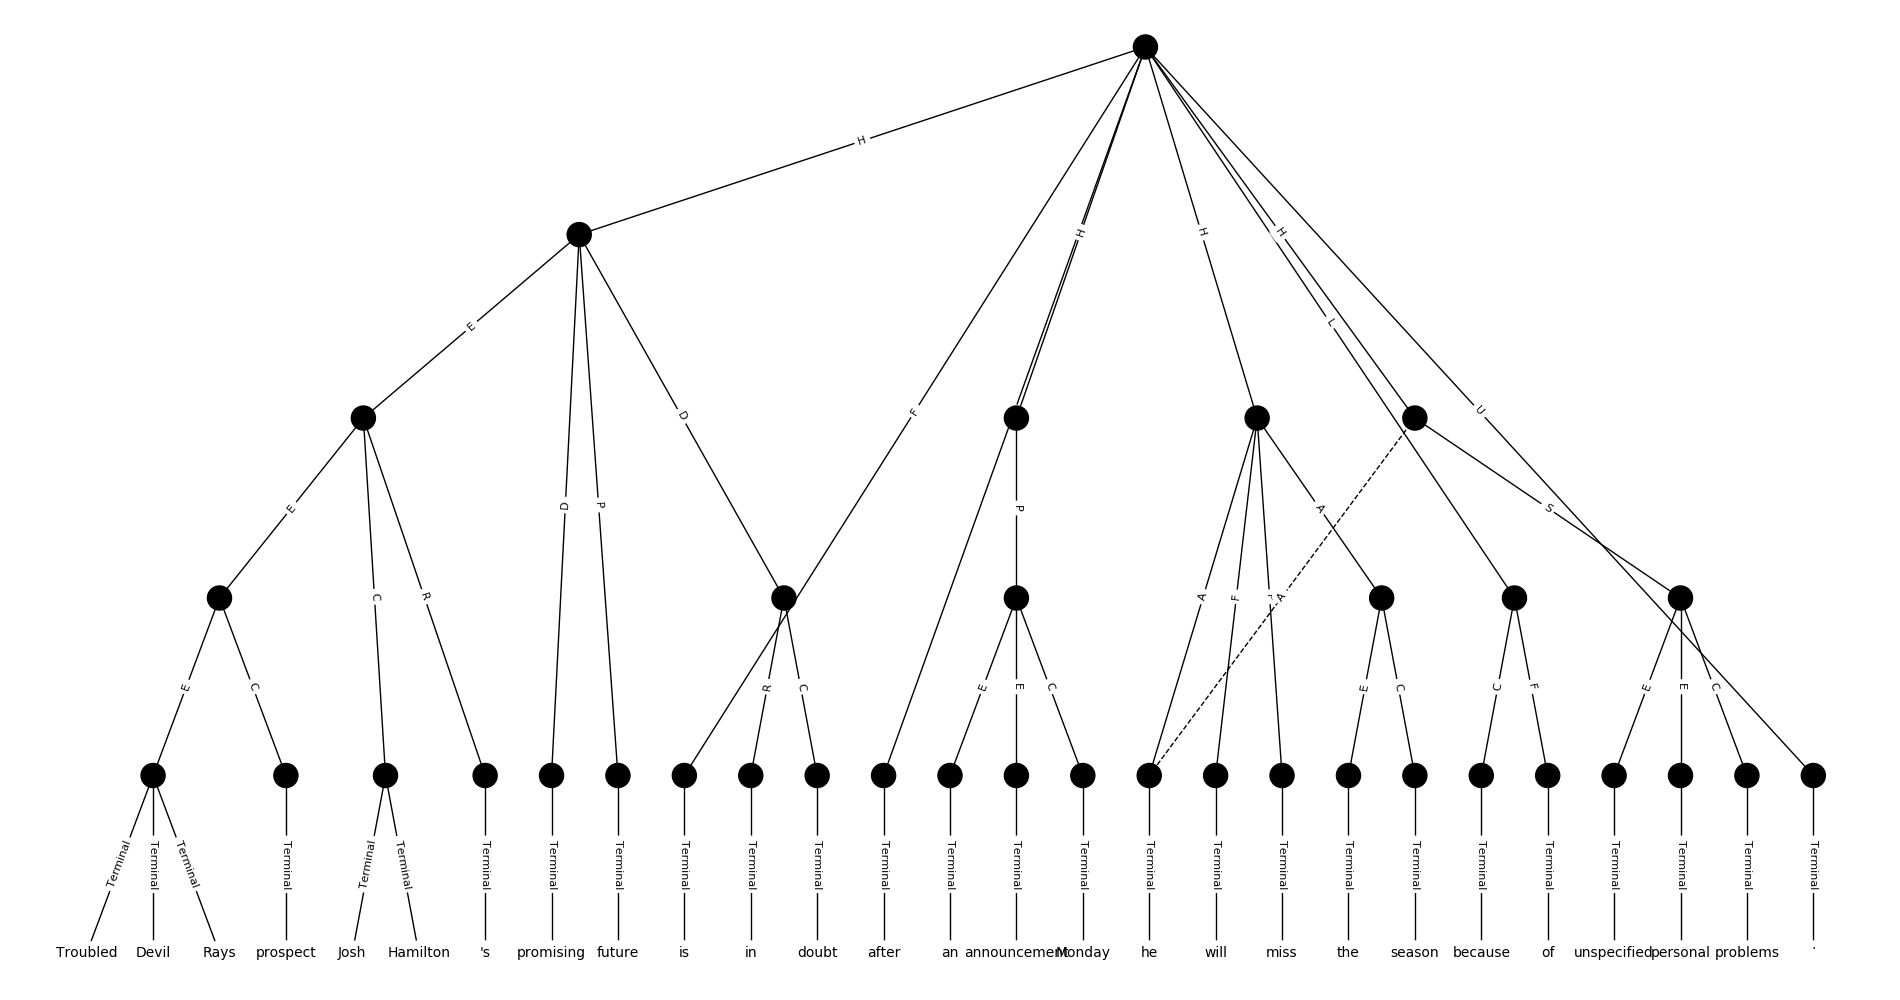 H
H H H
F L U
E D A
D P P S
E C R A F A
E C R C E E C E C C F E E C
Terminal Terminal Terminal Terminal Terminal Terminal Terminal Terminal Terminal Terminal Terminal Terminal Terminal Terminal Terminal Terminal Terminal Terminal Terminal Terminal Terminal Terminal Terminal Terminal Terminal Terminal Terminal
Troubled Devil Rays prospect Josh Hamilton 's promising future is in doubt after an announcement Monday he will miss the season because of unspecified personal problems .